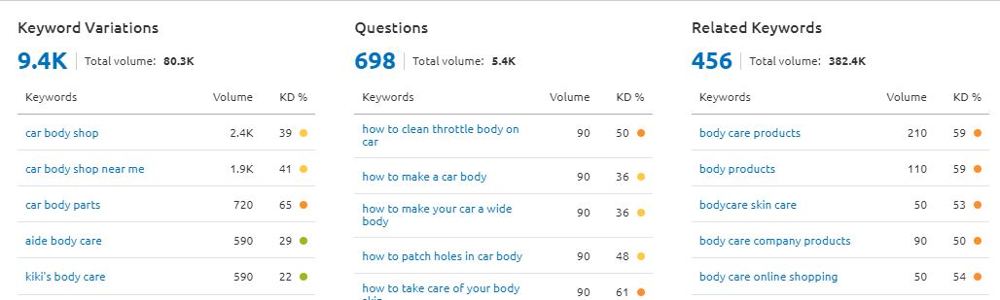 Keyword Variations
9.4K Total volume: 80.3K
Keywords Volume KD %
car body shop 2.4K 39
car body shop near me 1.9K 41
car body parts 720 65
aide body care 590 29
kiki's body care 590 22
Questions
698 Total volume: 5.4K
Keywords Volume KD %
how to clean throttle body on
car 90 50
how to make a car body 90 36
how to make your car a wide
body 90 36
how to patch holes in car body 90 48
how to take care of your body 90 61
Related Keywords
456 Total volume: 382.4K
Keywords Volume KD %
body care products 210 59
body products 110 59
bodycare skin care 50 53
body care company products 90 50
body care online shopping 50 54